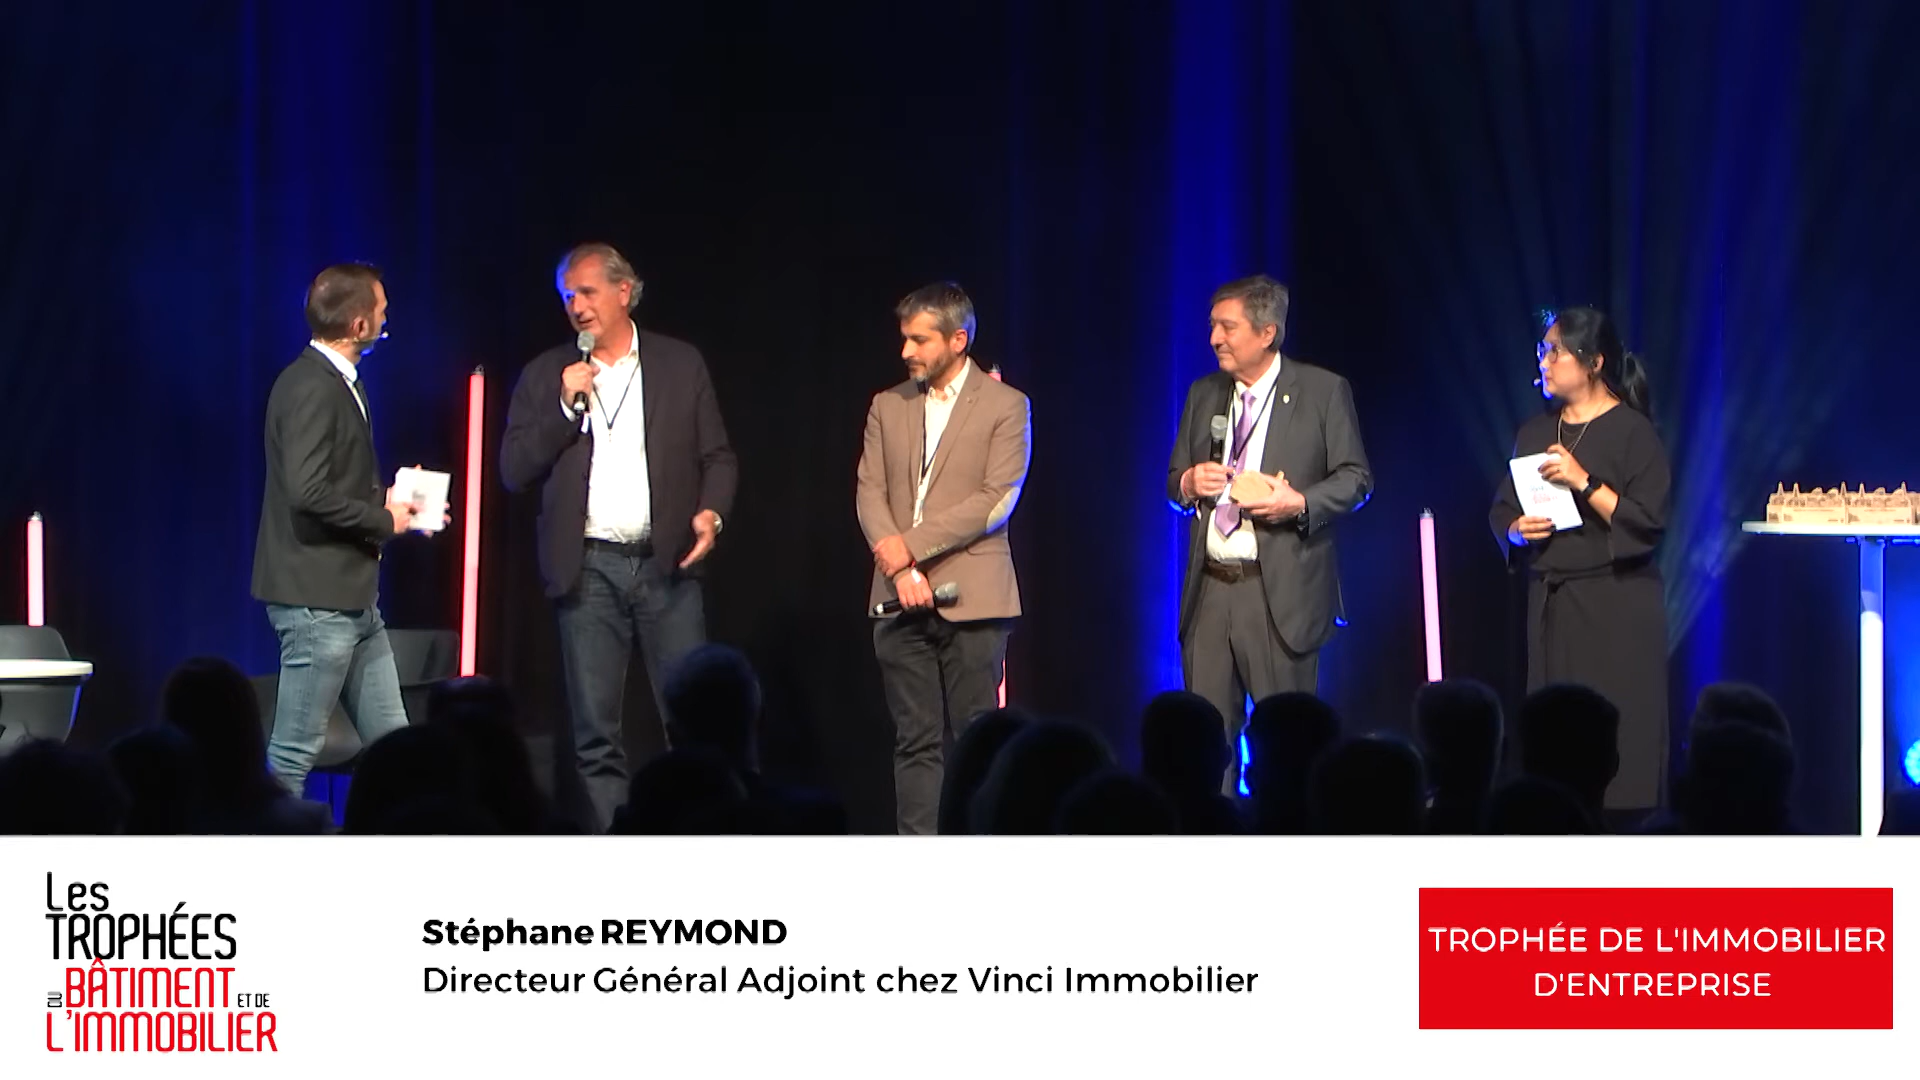 Les
TROPHÉES
DU BÂTIMENT ET DE
L'IMMOBILIER
Stéphane REYMOND
Directeur Général Adjoint chez Vinci Immobilier
TROPHÉE DE L'IMMOBILIER
D'ENTREPRISE